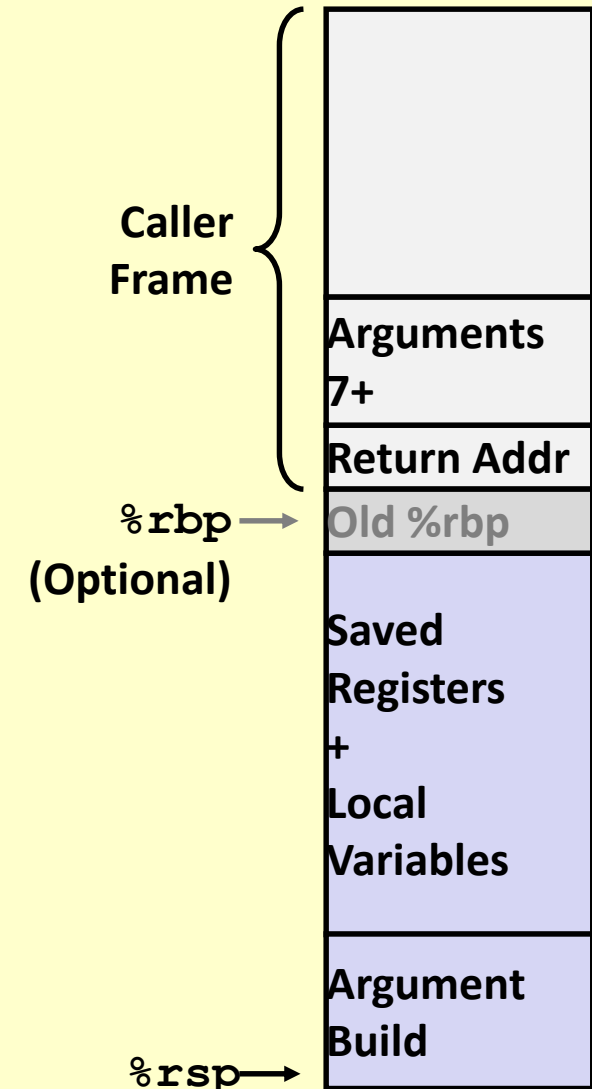 Caller
Frame
Arguments
7+
Return Addr
%rbp
Old %rbp
(Optional)
Saved
Registers
+
Local
Variables
Argument
Build
%rsp